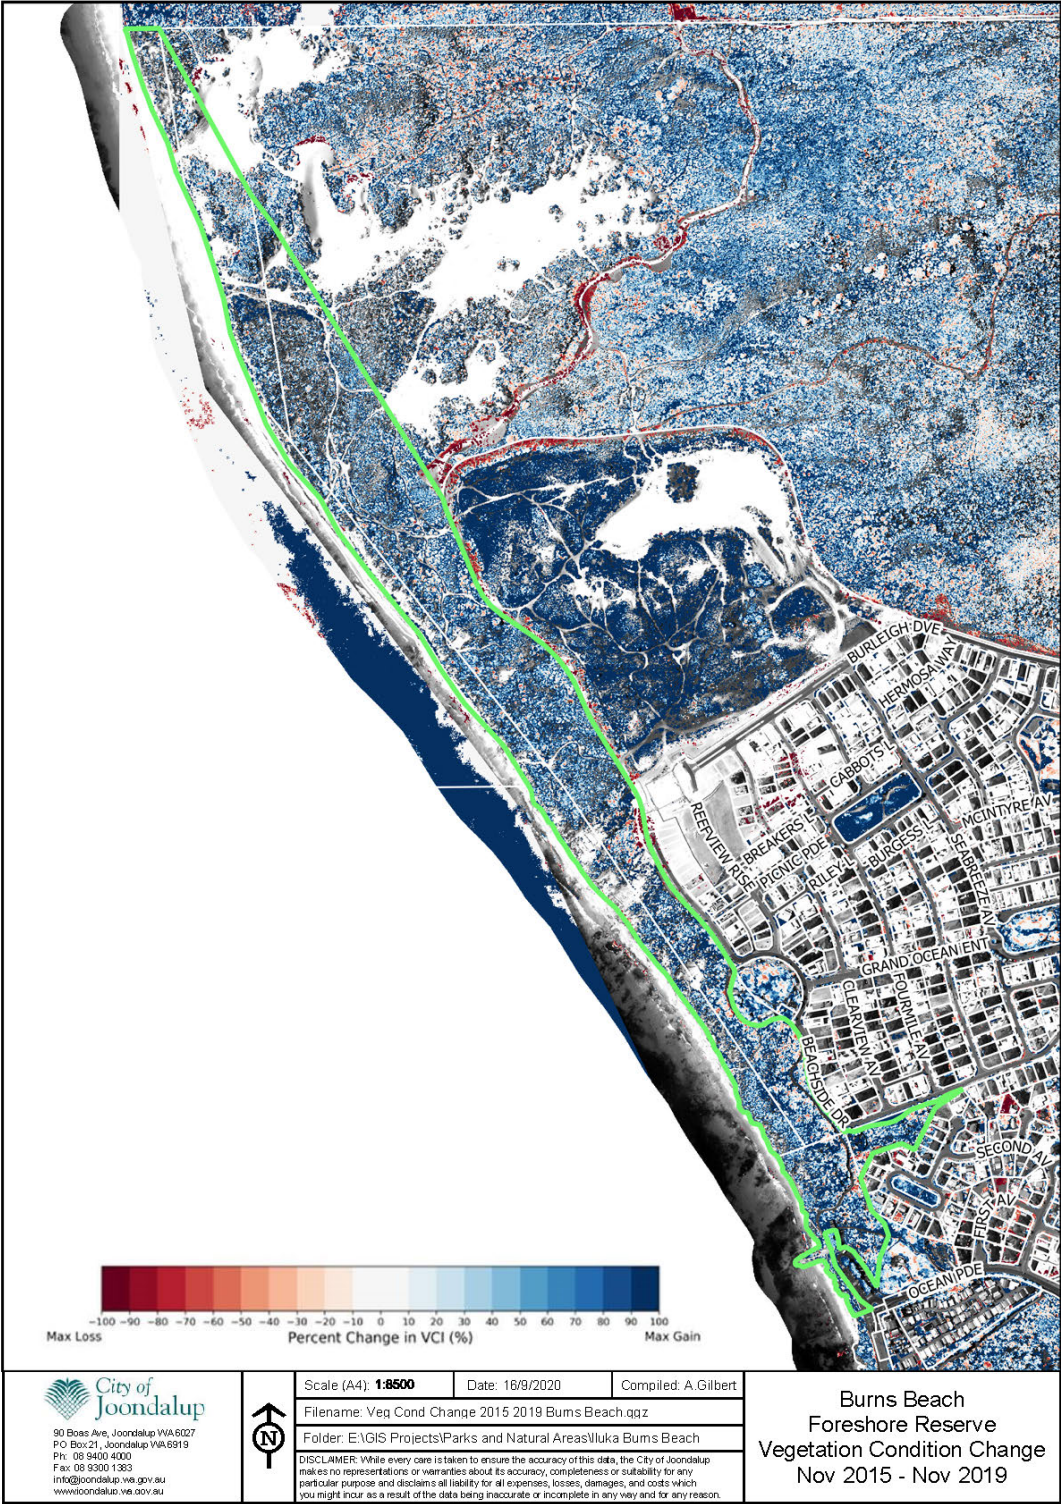 BURLEIGH DVE
HERMOSA WAY
CABBOTS L
MCINTYRE AV
REEFVIEW RISE
BREAKERS L
PICNIC PDE
RILEY L
BURGESS L
SEABREEZE AV
GRAND OCEAN ENT
CLEARVIEW AV
FOURMILE AV
BEACHSIDE DR
SECOND AV
FIRST AV
OCEAN PDE
−100 −90 −80 −70 −60 −50 −40 −30 −20 −10 0 10 20 30 40 50 60 70 80 90 100
Max Loss Percent Change in VCI (%) Max Gain
City of
Joondalup
90 Boas Ave, Joondalup WA 6027
PO Box 21, Joondalup WA 6919
Ph: 08 9400 4000
Fax 08 9300 1383
info@joondalup.wa.gov.au
www.joondalup.wa.gov.au
N
Scale (A4): 1:8500
Date: 16/9/2020
Compiled: A.Gilbert
Filename: Veg Cond Change 2015 2019 Burns Beach.qgz
Folder: E:\GIS Projects\Parks and Natural Areas\Iluka Burns Beach
DISCLAIMER: While every care is taken to ensure the accuracy of this data, the City of Joondalup
makes no representations or warranties about its accuracy, completeness or suitability for any
particular purpose and disclaims all liability for all expenses, losses, damages, and costs which
you might incur as a result of the data being inaccurate or incomplete in any way and for any reason.
Burns Beach
Foreshore Reserve
Vegetation Condition Change
Nov 2015 - Nov 2019